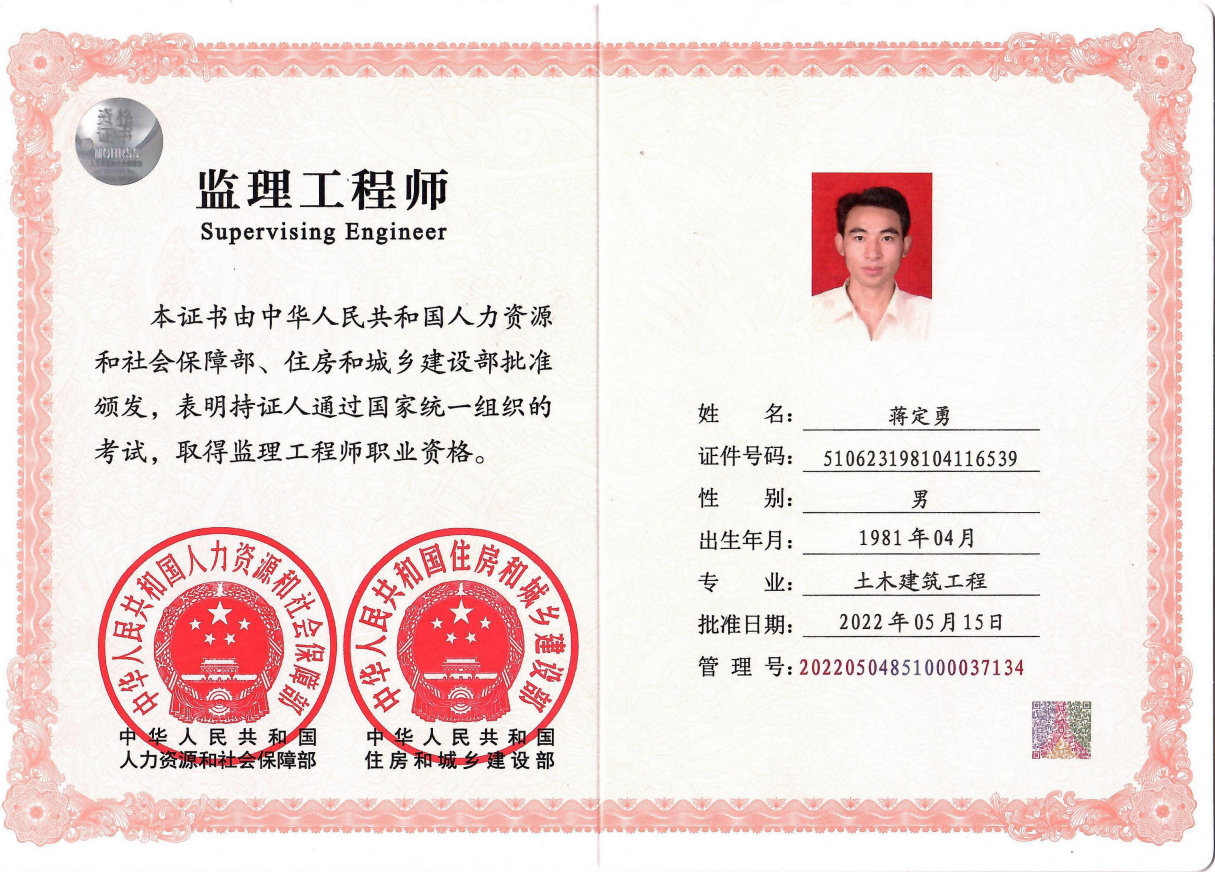 资格
证书
MOHRSS
监理工程师
Supervising Engineer
本证书由中华人民共和国人力资源
和社会保障部、住房和城乡建设部批准
颁发，表明持证人通过国家统一组织的
考试，取得监理工程师职业资格。
中华人民共和国人力资源和社会保障部
中华人民共和国
人力资源和社会保障部
中华人民共和国住房和城乡建设部
中华人民共和国
住房和城乡建设部
姓名：蒋定勇
证件号码：510623198104116539
性别：男
出生年月：1981年04月
专业：土木建筑工程
批准日期：2022年05月15日
管理号：20220504851000037134